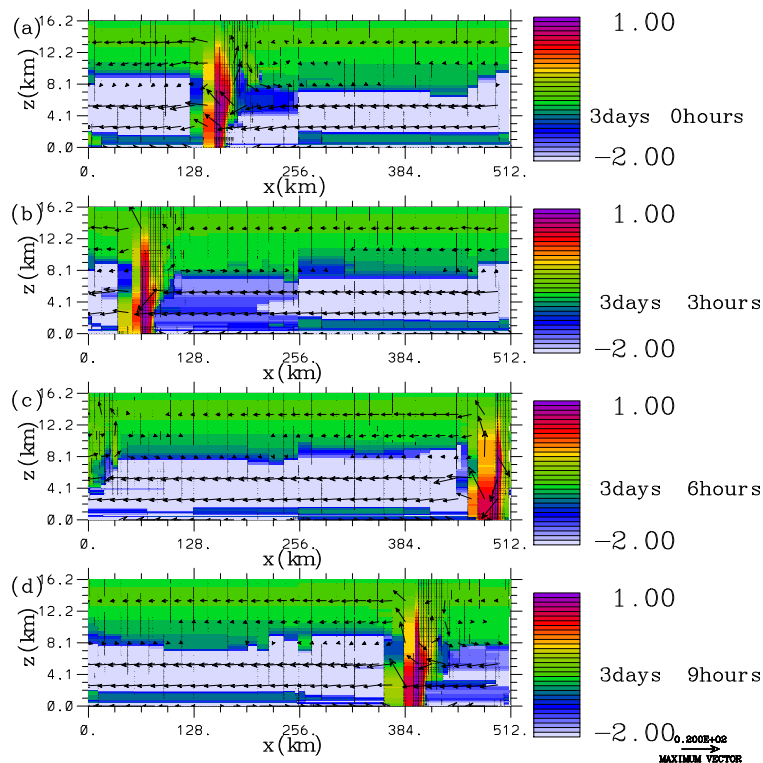 (a)
16.2
12.2
8.1
4.1
0.0
z(km)
0. 128. 256. 384. 512.
x(km)
1.00
3days 0hours
−2.00
(b)
16.2
12.2
8.1
4.1
0.0
z(km)
0. 128. 256. 384. 512.
x(km)
1.00
3days 3hours
−2.00
(c)
16.2
12.2
8.1
4.1
0.0
z(km)
0. 128. 256. 384. 512.
x(km)
1.00
3days 6hours
−2.00
(d)
16.2
12.2
8.1
4.1
0.0
z(km)
0. 128. 256. 384. 512.
x(km)
1.00
3days 9hours
−2.00
0.200E+02
MAXIMUM VECTOR